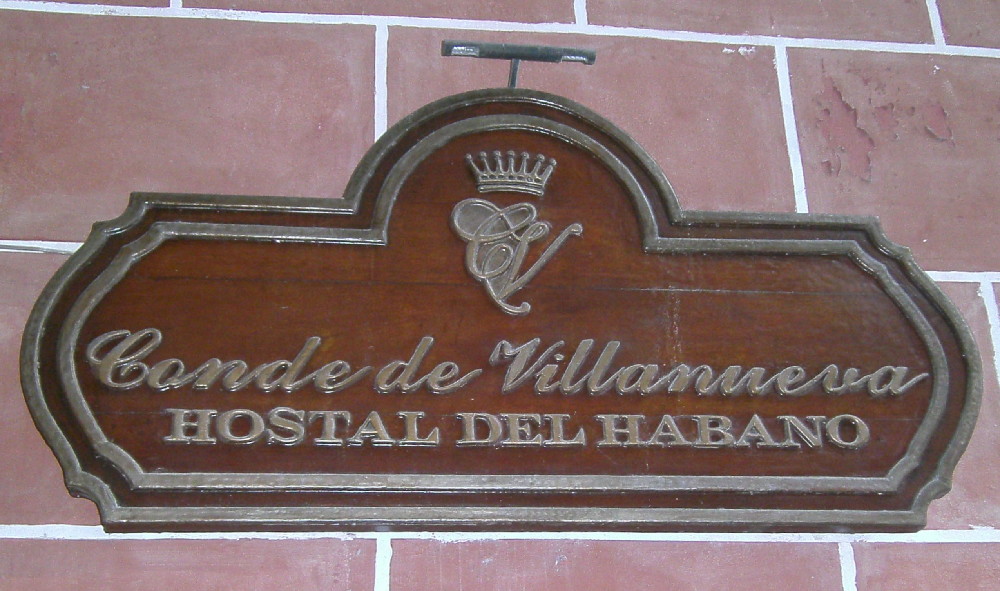 CV
Conde de Villanueva
HOSTAL DEL HABANO